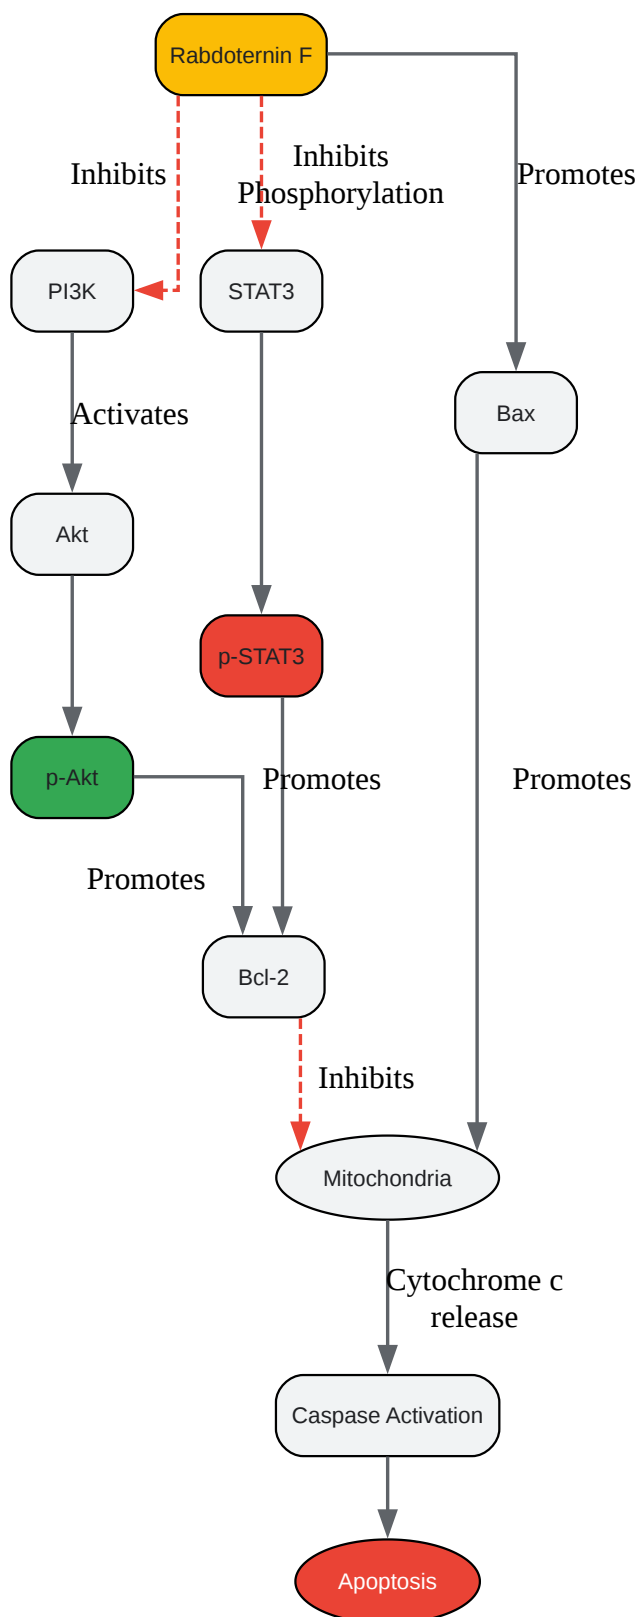 Rabdoternin F
Inhibits
Inhibits
Phosphorylation
Promotes
PI3K
STAT3
Activates
Bax
Akt
p-STAT3
p-Akt
Promotes
Promotes
Promotes
Bcl-2
Inhibits
Mitochondria
Cytochrome c
release
Caspase Activation
Apoptosis